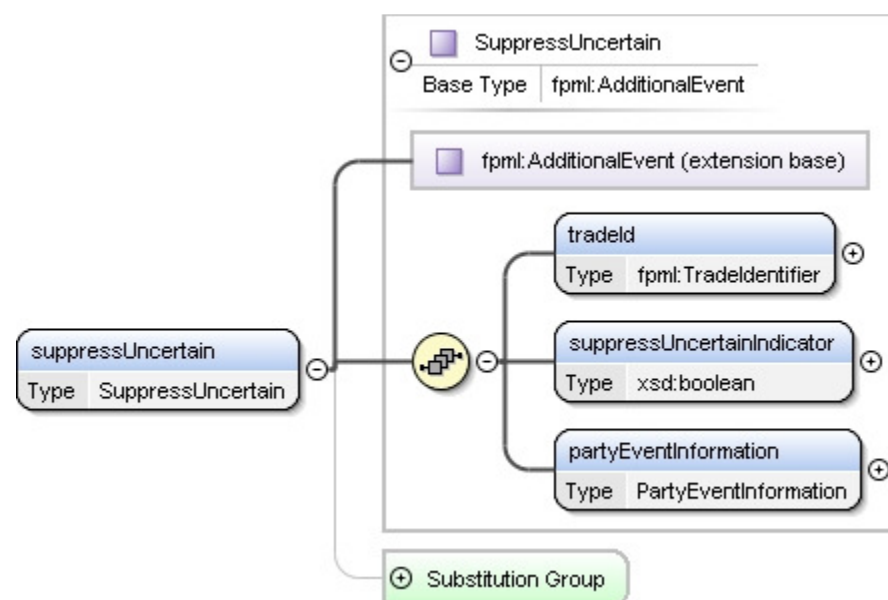 SuppressUncertain
Base Type fpml:AdditionalEvent
fpml:AdditionalEvent (extension base)
tradeId
Type fpml:TradeIdentifier
suppressUncertain
Type SuppressUncertain
suppressUncertainIndicator
Type xsd:boolean
partyEventInformation
Type PartyEventInformation
Substitution Group